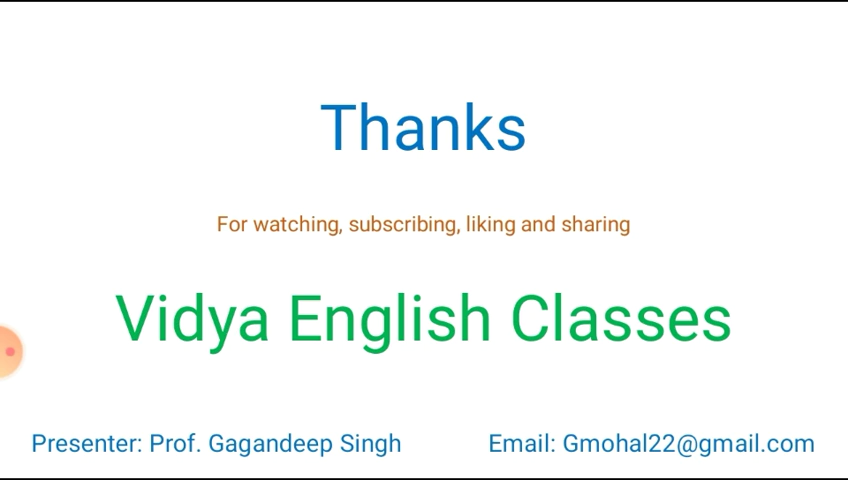 Thanks
For watching, subscribing, liking and sharing
Vidya English Classes
Presenter: Prof. Gagandeep Singh Email: Gmohal22@gmail.com